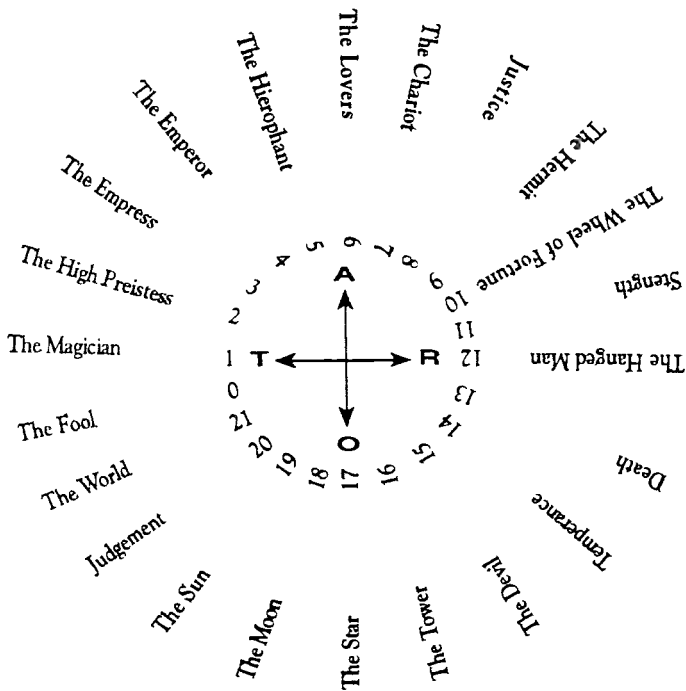 The Magician
The High Preistess
The Empress
The Emperor
The Hierophant
The Lovers
The Chariot
Justice
The Hermit
The Wheel of Fortune
Stength
The Hanged Man
Death
Temperance
The Devil
The Tower
The Star
The Moon
The Sun
Judgement
The World
The Fool
1
2
3
4
5
6
7
8
9
10
11
12
13
14
15
16
17
18
19
20
21
0
T
A
R
O